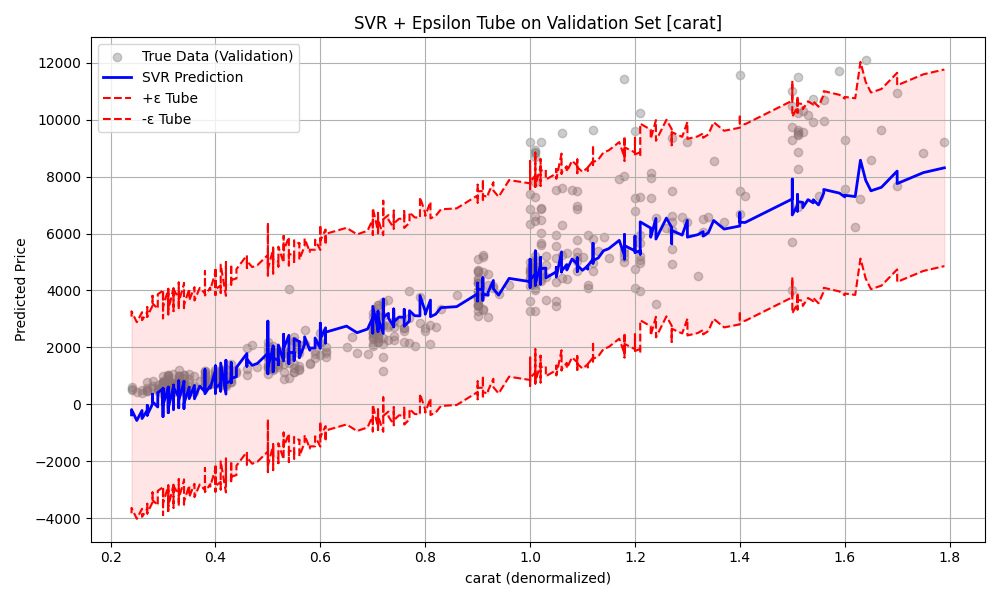 SVR + Epsilon Tube on Validation Set [carat]
True Data (Validation)
SVR Prediction
+ε Tube
-ε Tube
12000
10000
8000
6000
4000
2000
0
−2000
−4000
Predicted Price
0.2 0.4 0.6 0.8 1.0 1.2 1.4 1.6 1.8
carat (denormalized)